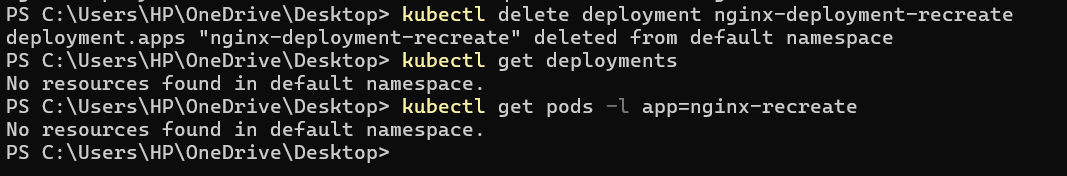 PS C:\Users\HP\OneDrive\Desktop> kubectl delete deployment nginx-deployment-recreate
deployment.apps "nginx-deployment-recreate" deleted from default namespace
PS C:\Users\HP\OneDrive\Desktop> kubectl get deployments
No resources found in default namespace.
PS C:\Users\HP\OneDrive\Desktop> kubectl get pods -l app=nginx-recreate
No resources found in default namespace.
PS C:\Users\HP\OneDrive\Desktop>